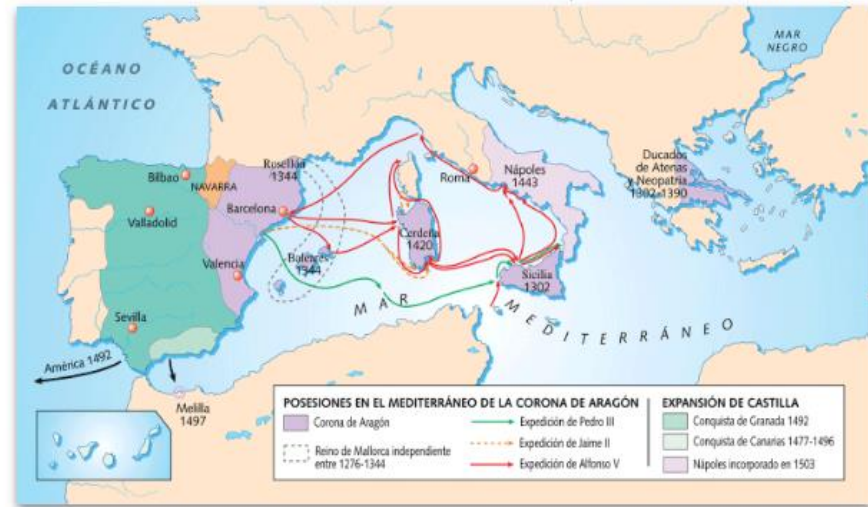 MAR
NEGRO
OCÉANO
ATLÁNTICO
Bilbao
NAVARRA
Rosellón
1344
Valladolid
Barcelona
Roma
Nápoles
1443
Ducados
de Atenas
y Neopatria
1302-1390
Cerdeña
1420
Baleares
1344
Valencia
Sicilia
1302
Sevilla
MAR MEDITERRÁNEO
América 1492
Melilla
1497
POSESIONES EN EL MEDITERRÁNEO DE LA CORONA DE ARAGÓN
Corona de Aragón
Reino de Mallorca independiente
entre 1276-1344
Expedición de Pedro III
Expedición de Jaime II
Expedición de Alfonso V
EXPANSIÓN DE CASTILLA
Conquista de Granada 1492
Conquista de Canarias 1477-1496
Nápoles incorporado en 1503